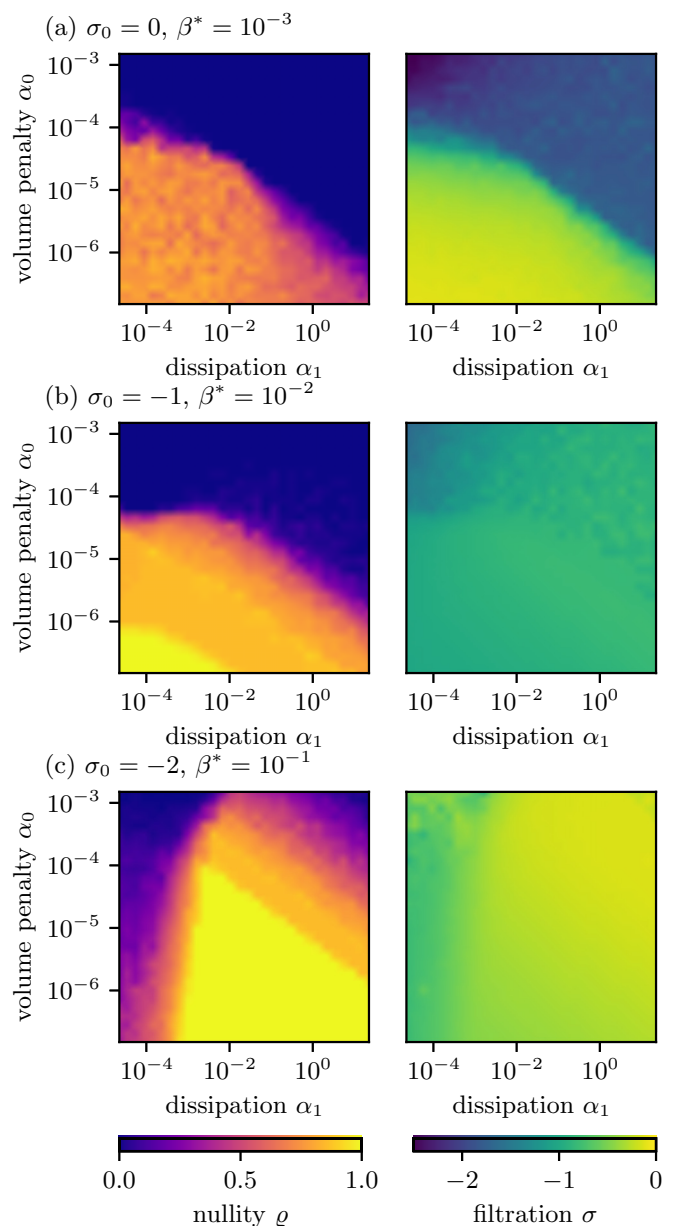 (a) σ₀ = 0, β* = 10⁻³
volume penalty α₀
10⁻³
10⁻⁴
10⁻⁵
10⁻⁶
10⁻⁴ 10⁻² 10⁰ 10⁻⁴ 10⁻² 10⁰
dissipation α₁ dissipation α₁
(b) σ₀ = −1, β* = 10⁻²
volume penalty α₀
10⁻³
10⁻⁴
10⁻⁵
10⁻⁶
10⁻⁴ 10⁻² 10⁰ 10⁻⁴ 10⁻² 10⁰
dissipation α₁ dissipation α₁
(c) σ₀ = −2, β* = 10⁻¹
volume penalty α₀
10⁻³
10⁻⁴
10⁻⁵
10⁻⁶
10⁻⁴ 10⁻² 10⁰ 10⁻⁴ 10⁻² 10⁰
dissipation α₁ dissipation α₁
0.0 0.5 1.0 −2 −1 0
nullity ϱ filtration σ